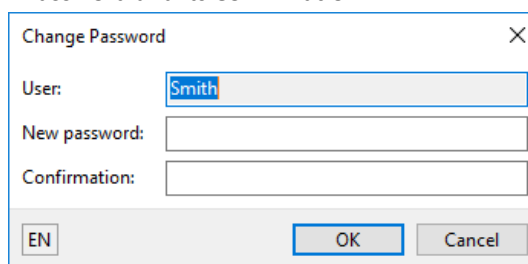 Change Password
User: Smith
New password:
Confirmation:
EN OK Cancel